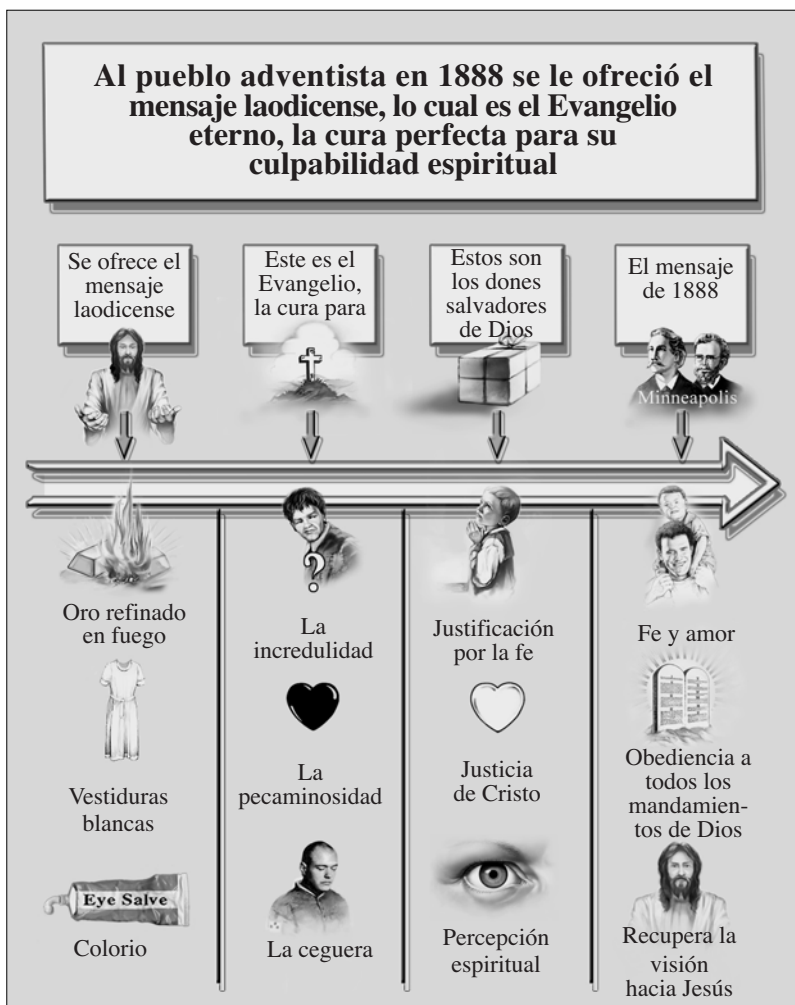 Al pueblo adventista en 1888 se le ofreció el
mensaje laodicense, lo cual es el Evangelio
eterno, la cura perfecta para su
culpabilidad espiritual
Se ofrece el
mensaje
laodicense
Este es el
Evangelio,
la cura para
Estos son
los dones
salvadores
de Dios
El mensaje
de 1888
Minneapolis
Oro refinado
en fuego
?
La
incredulidad
Justificación
por la fe
Fe y amor
Vestiduras
blancas
La
pecaminosidad
Justicia
de Cristo
Obediencia a
todos los
mandamien-
tos de Dios
Eye Salve
Colorio
La ceguera
Percepción
espiritual
Recupera la
visión
hacia Jesús